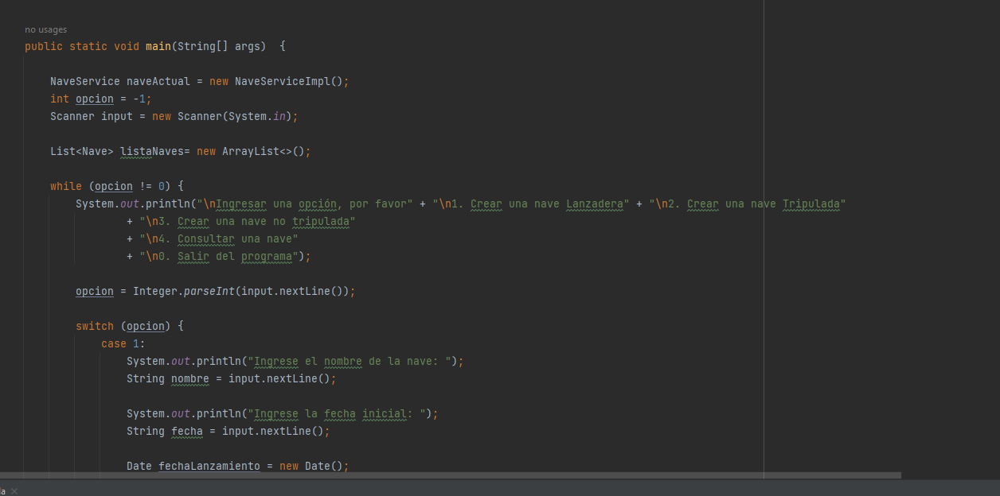 no usages
public static void main(String[] args)  {
NaveService naveActual = new NaveServiceImpl();
int opcion = -1;
Scanner input = new Scanner(System.in);
List<Nave> listaNaves= new ArrayList<>();
while (opcion != 0) {
System.out.println("\nIngresar una opción, por favor" + "\n1. Crear una nave Lanzadera" + "\n2. Crear una nave Tripulada"
+ "\n3. Crear una nave no tripulada"
+ "\n4. Consultar una nave"
+ "\n0. Salir del programa");
opcion = Integer.parseInt(input.nextLine());
switch (opcion) {
case 1:
System.out.println("Ingrese el nombre de la nave: ");
String nombre = input.nextLine();
System.out.println("Ingrese la fecha inicial: ");
String fecha = input.nextLine();
Date fechaLanzamiento = new Date();